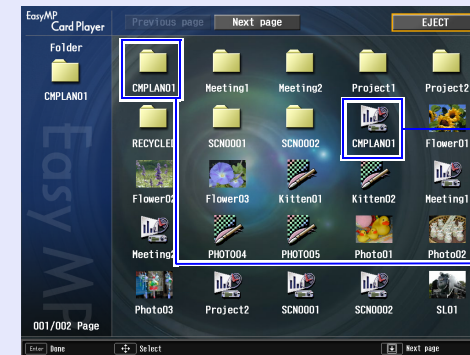 EasyMP
Card Player
Previous page Next page EJECT
Folder
CMPLAN01
CMPLAN01 Meeting1 Meeting2 Project1 Project2
RECYCLED SCN0001 SCN0002 CMPLAN01 Flower01
Flower02 Flower03 Kitten01 Kitten02 Meeting1
Meeting2 PHOTO04 PHOTO05 Photo01 Photo02
Photo03 Project2 SCN0001 SCN0002 SL01
Easy MP
001/002 Page
Enter Done Select Next page